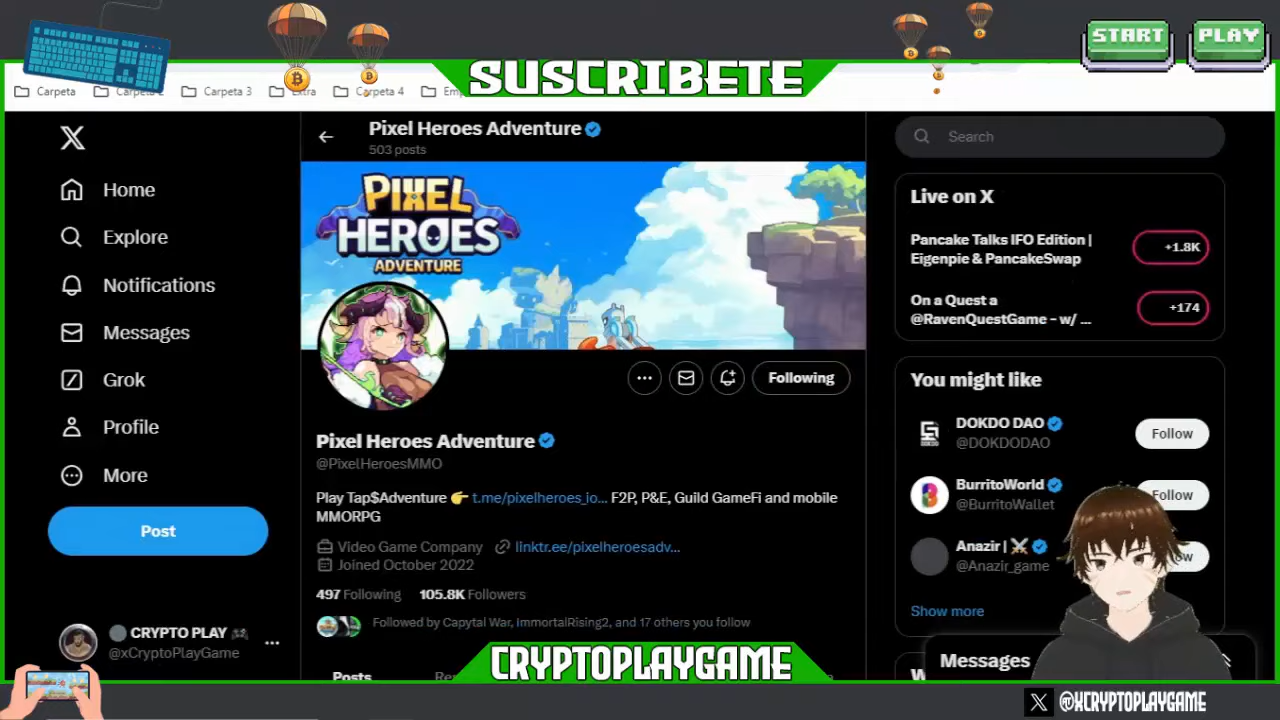 START
PLAY
SUSCRIBETE
Carpeta
Carpeta 3
Extra
Carpeta 4
X
Home
Explore
Notifications
Messages
Grok
Profile
More
Post
CRYPTO PLAY
@xCryptoPlayGame
Pixel Heroes Adventure
503 posts
PIXEL
HEROES
ADVENTURE
Following
Pixel Heroes Adventure
@PixelHeroesMMO
Play Tap$Adventure 👉 t.me/pixelheroes_io... F2P, P&E, Guild GameFi and mobile
MMORPG
Video Game Company linktr.ee/pixelheroesadv...
Joined October 2022
497 Following 105.8K Followers
Followed by Capytal War, ImmortalRising2, and 17 others you follow
Posts
Search
Live on X
Pancake Talks IFO Edition |
Eigenpie & PancakeSwap
+1.8K
On a Quest a
@RavenQuestGame - w/ ...
+174
You might like
DOKDO DAO
@DOKDODAO
Follow
BurritoWorld
@BurritoWallet
Follow
Anazir | ⚔️
@Anazir_game
Show more
Messages
CRYPTOPLAYGAME
X @XCRYPTOPLAYGAME